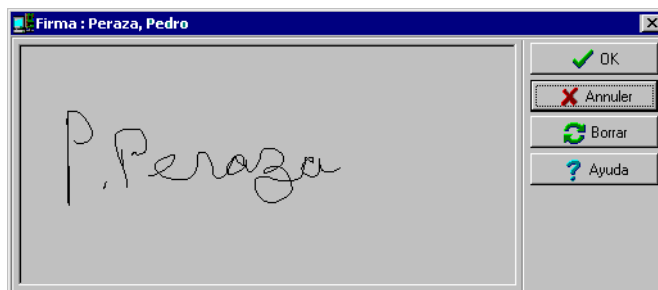 Firma : Peraza, Pedro
OK
P. Peraza
Annuler
Borrar
Ayuda